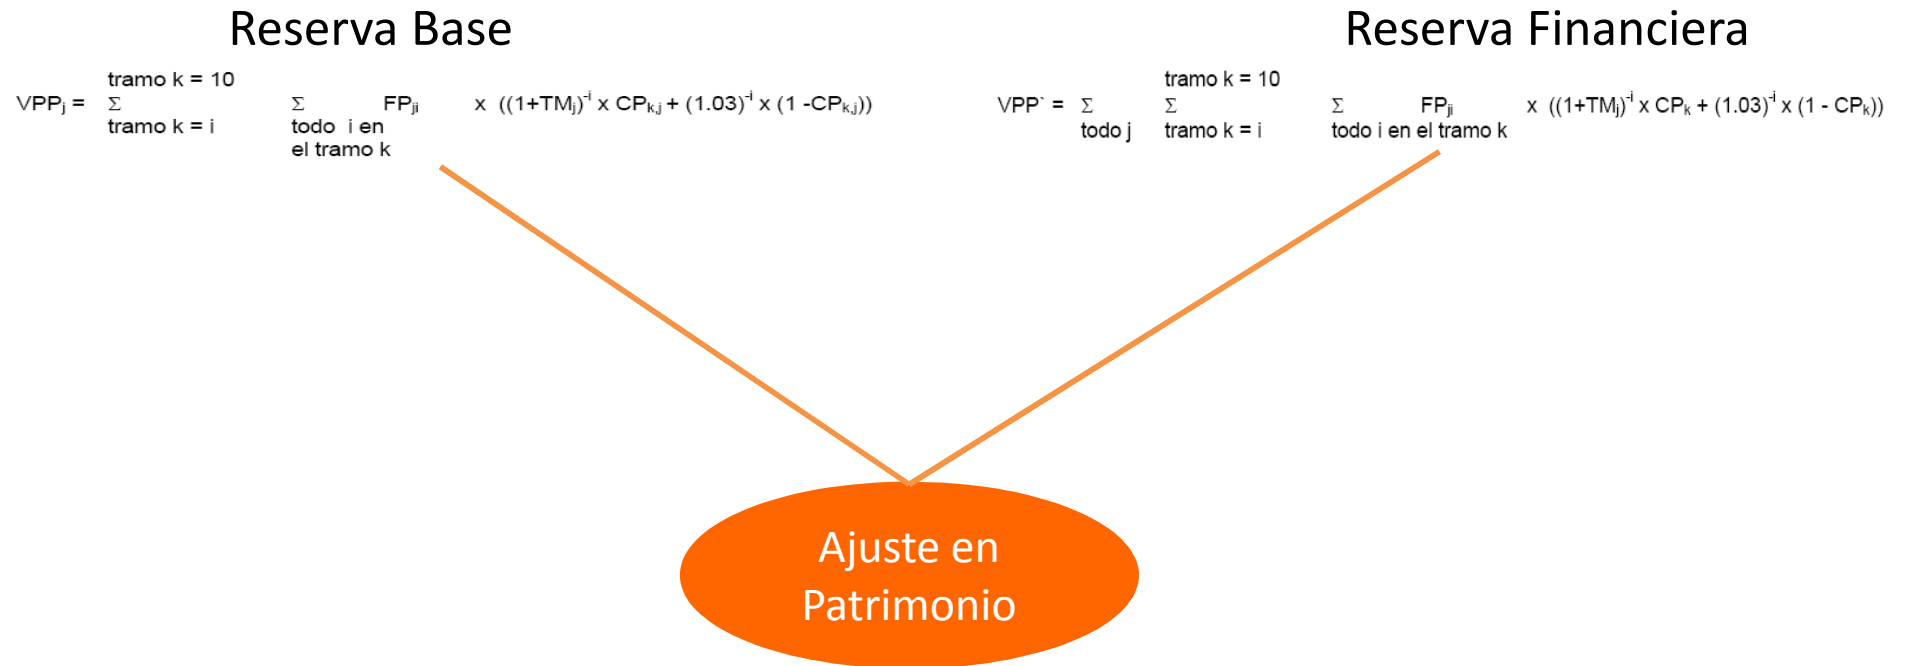 Reserva Base
tramo k = 10
VPPj = Σ Σ FPji x ((1+TMj)^-i x CPk,j + (1.03)^-i x (1 -CPk,j))
tramo k = i todo i en
el tramo k
Reserva Financiera
tramo k = 10
VPP` = Σ Σ Σ FPji x ((1+TMj)^-i x CPk + (1.03)^-i x (1 - CPk))
todo j tramo k = i todo i en el tramo k
Ajuste en
Patrimonio